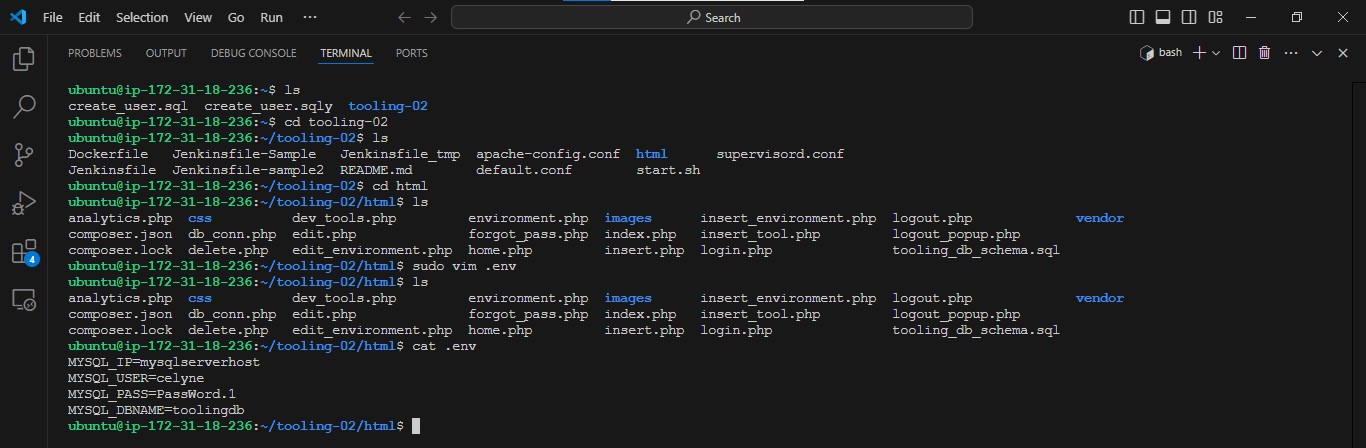 File Edit Selection View Go Run ··· Search
PROBLEMS OUTPUT DEBUG CONSOLE TERMINAL PORTS bash
ubuntu@ip-172-31-18-236:~$ ls
create_user.sql create_user.sqly tooling-02
ubuntu@ip-172-31-18-236:~$ cd tooling-02
ubuntu@ip-172-31-18-236:~/tooling-02$ ls
Dockerfile Jenkinsfile-Sample Jenkinsfile_tmp apache-config.conf html supervisord.conf
Jenkinsfile Jenkinsfile-sample2 README.md default.conf start.sh
ubuntu@ip-172-31-18-236:~/tooling-02$ cd html
ubuntu@ip-172-31-18-236:~/tooling-02/html$ ls
analytics.php css dev_tools.php environment.php images insert_environment.php logout.php vendor
composer.json db_conn.php edit.php forgot_pass.php index.php insert_tool.php logout_popup.php
composer.lock delete.php edit_environment.php home.php insert.php login.php tooling_db_schema.sql
ubuntu@ip-172-31-18-236:~/tooling-02/html$ sudo vim .env
ubuntu@ip-172-31-18-236:~/tooling-02/html$ ls
analytics.php css dev_tools.php environment.php images insert_environment.php logout.php vendor
composer.json db_conn.php edit.php forgot_pass.php index.php insert_tool.php logout_popup.php
composer.lock delete.php edit_environment.php home.php insert.php login.php tooling_db_schema.sql
ubuntu@ip-172-31-18-236:~/tooling-02/html$ cat .env
MYSQL_IP=mysqlserverhost
MYSQL_USER=celyne
MYSQL_PASS=PassWord.1
MYSQL_DBNAME=toolingdb
ubuntu@ip-172-31-18-236:~/tooling-02/html$
4